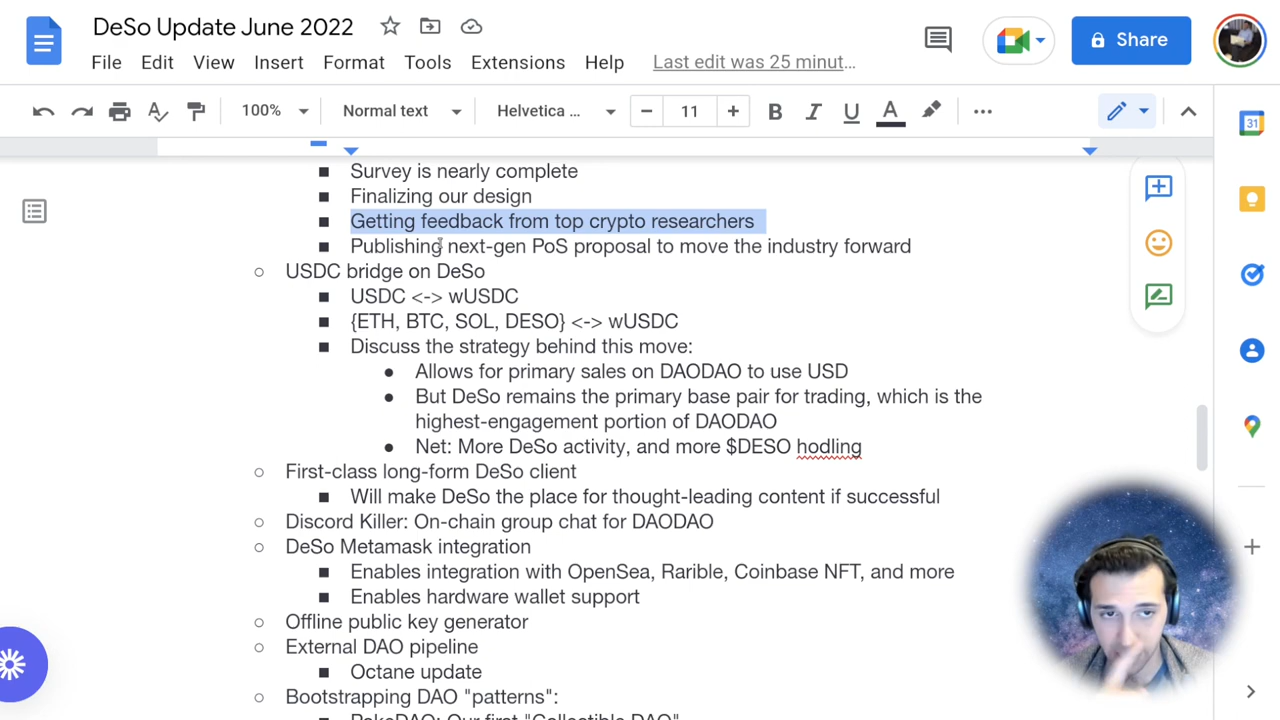 DeSo Update June 2022
File Edit View Insert Format Tools Extensions Help Last edit was 25 minut...
Share
100% Normal text Helvetica ... 11 B I U A
31
Survey is nearly complete
Finalizing our design
Getting feedback from top crypto researchers
Publishing next-gen PoS proposal to move the industry forward
USDC bridge on DeSo
USDC <-> wUSDC
{ETH, BTC, SOL, DESO} <-> wUSDC
Discuss the strategy behind this move:
Allows for primary sales on DAODAO to use USD
But DeSo remains the primary base pair for trading, which is the
highest-engagement portion of DAODAO
Net: More DeSo activity, and more $DESO hodling
First-class long-form DeSo client
Will make DeSo the place for thought-leading content if successful
Discord Killer: On-chain group chat for DAODAO
DeSo Metamask integration
Enables integration with OpenSea, Rarible, Coinbase NFT, and more
Enables hardware wallet support
Offline public key generator
External DAO pipeline
Octane update
Bootstrapping DAO "patterns":
PokeDAO: Our first "Collectible DAO"